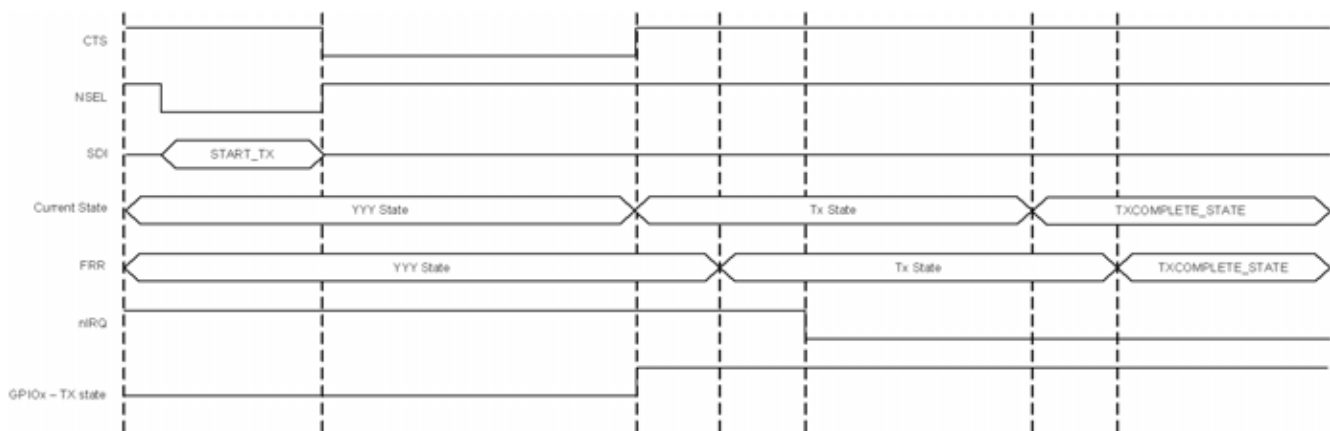 CTS
NSEL
SDI START_TX
Current State YYY State Tx State TXCOMPLETE_STATE
FRR YYY State Tx State TXCOMPLETE_STATE
nIRQ
GPIOx – TX state